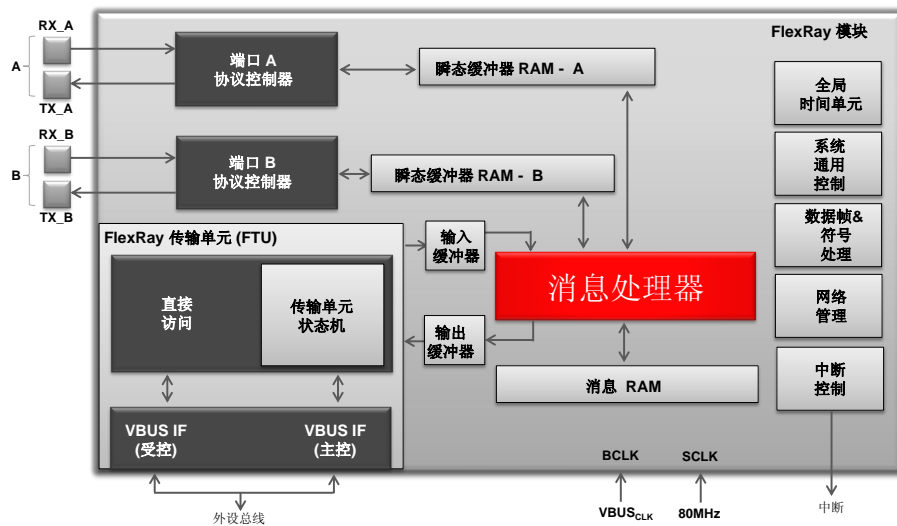 RX_A
A
TX_A
RX_B
B
TX_B
FlexRay 模块
端口 A
协议控制器
瞬态缓冲器 RAM - A
端口 B
协议控制器
瞬态缓冲器 RAM - B
全局
时间单元
系统
通用
控制
数据帧&
符号
处理
网络
管理
中断
控制
FlexRay 传输单元 (FTU)
直接
访问
传输单元
状态机
输入
缓冲器
输出
缓冲器
消息处理器
消息 RAM
VBUS IF
(受控)
VBUS IF
(主控)
BCLK
SCLK
外设总线
VBUSCLK
80MHz
中断